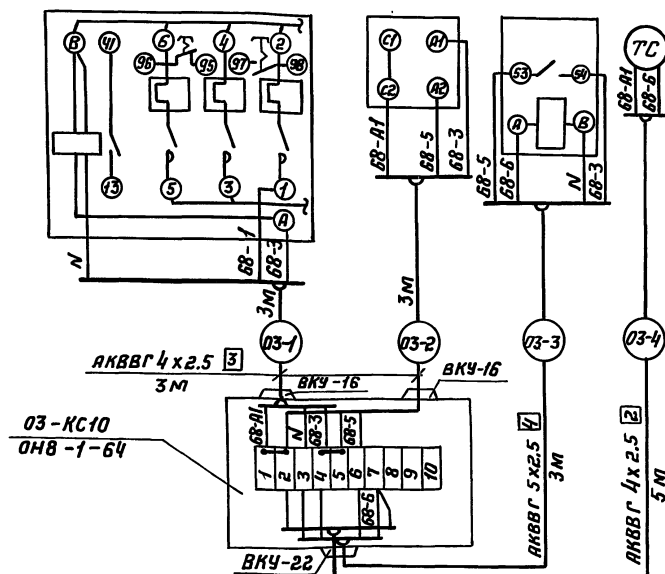 В 41 6 4 2
96 95 97 98
13 5 3 1
А
N
68-1
68-3
3м
С1 А1
С2 А2
68-А1
68-5
68-3
3м
53 54
А В
68-5
68-6
N
68-3
ТС
68-А1
68-6
03-1
03-2
03-3
03-4
АКВВГ 4х2.5 3
3м
ВКУ-16
ВКУ-16
03-КС10
ОН8-1-64
68-А1
N
68-3
68-5
1 2 3 4 5 6 7 8 9 10
68-6
ВКУ-22
АКВВГ 5х2.5 4
3м
АКВВГ 4х2.5 2
5м